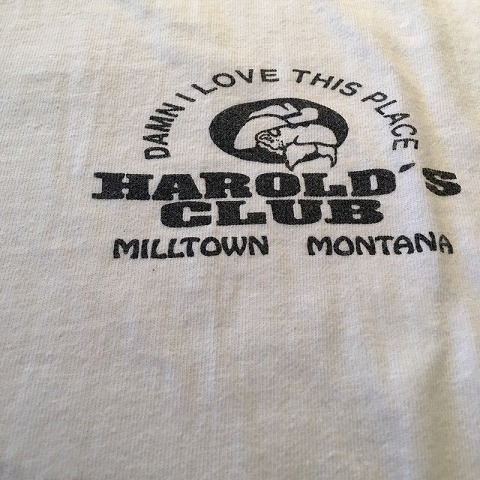 DAMN I LOVE THIS PLACE
HAROLD'S
CLUB
MILLTOWN MONTANA